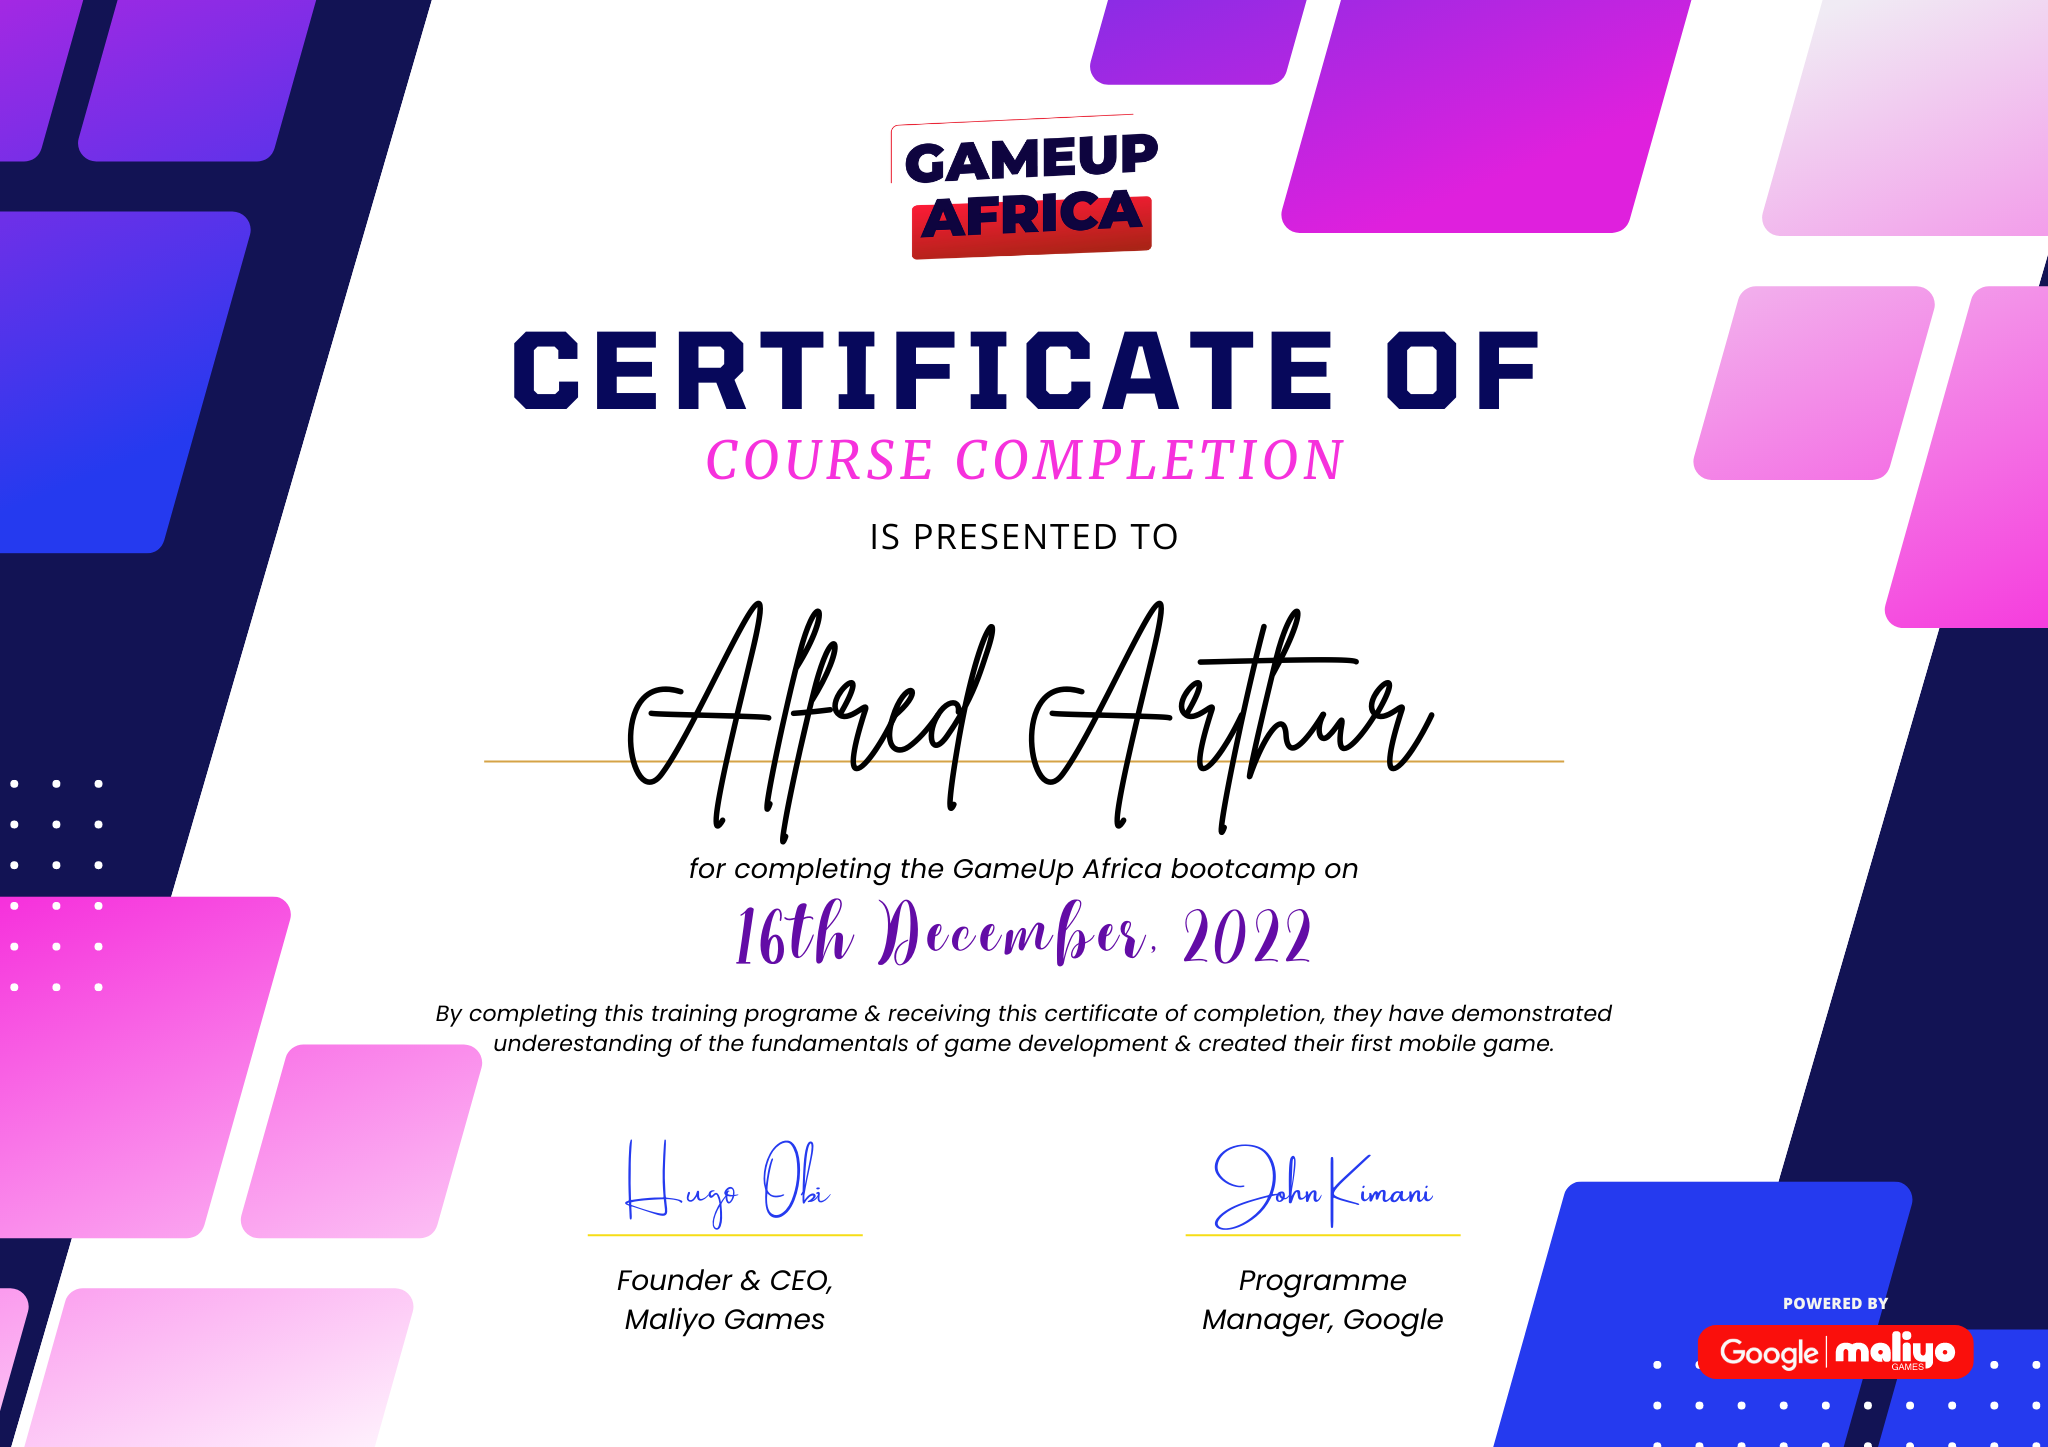 GAMEUP
AFRICA
CERTIFICATE OF
COURSE COMPLETION
IS PRESENTED TO
Alfred Arthur
for completing the GameUp Africa bootcamp on
16th December, 2022
By completing this training programe & receiving this certificate of completion, they have demonstrated
underestanding of the fundamentals of game development & created their first mobile game.
Hugo Obi
Founder & CEO,
Maliyo Games
John Kimani
Programme
Manager, Google
POWERED BY
Google | maliyo
GAMES